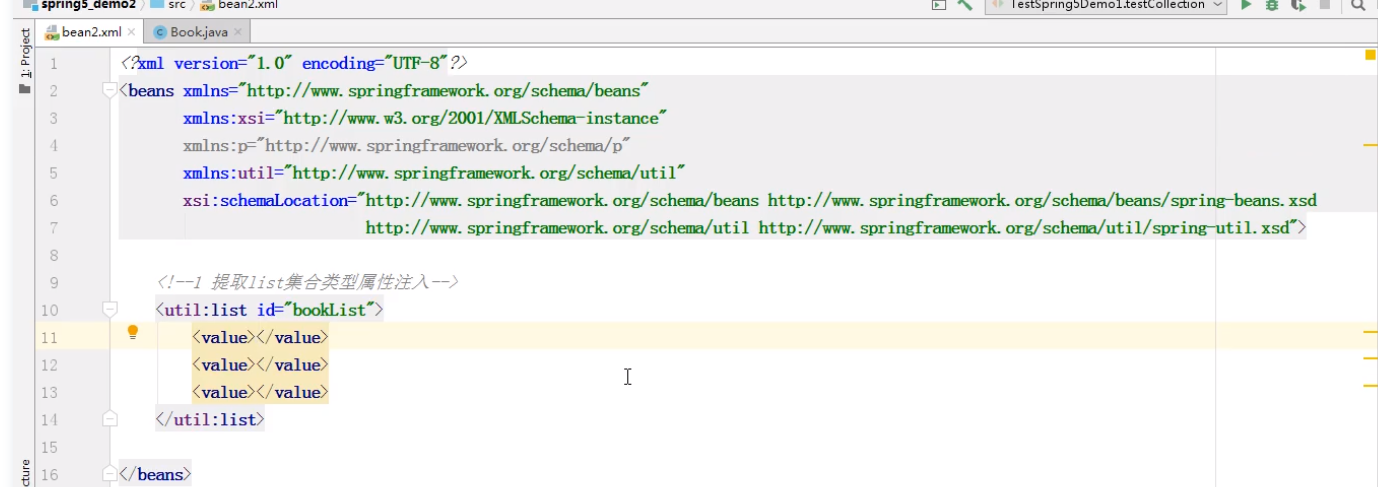 spring5_demo2 src bean2.xml TestSpring5Demo1.testCollection
bean2.xml Book.java
1: Project
1 <?xml version="1.0" encoding="UTF-8"?>
2 <beans xmlns="http://www.springframework.org/schema/beans"
3 xmlns:xsi="http://www.w3.org/2001/XMLSchema-instance"
4 xmlns:p="http://www.springframework.org/schema/p"
5 xmlns:util="http://www.springframework.org/schema/util"
6 xsi:schemaLocation="http://www.springframework.org/schema/beans http://www.springframework.org/schema/beans/spring-beans.xsd
7 http://www.springframework.org/schema/util http://www.springframework.org/schema/util/spring-util.xsd">
8
9 <!--1 提取list集合类型属性注入-->
10 <util:list id="bookList">
11 <value></value>
12 <value></value>
13 <value></value>
14 </util:list>
15
16 </beans>